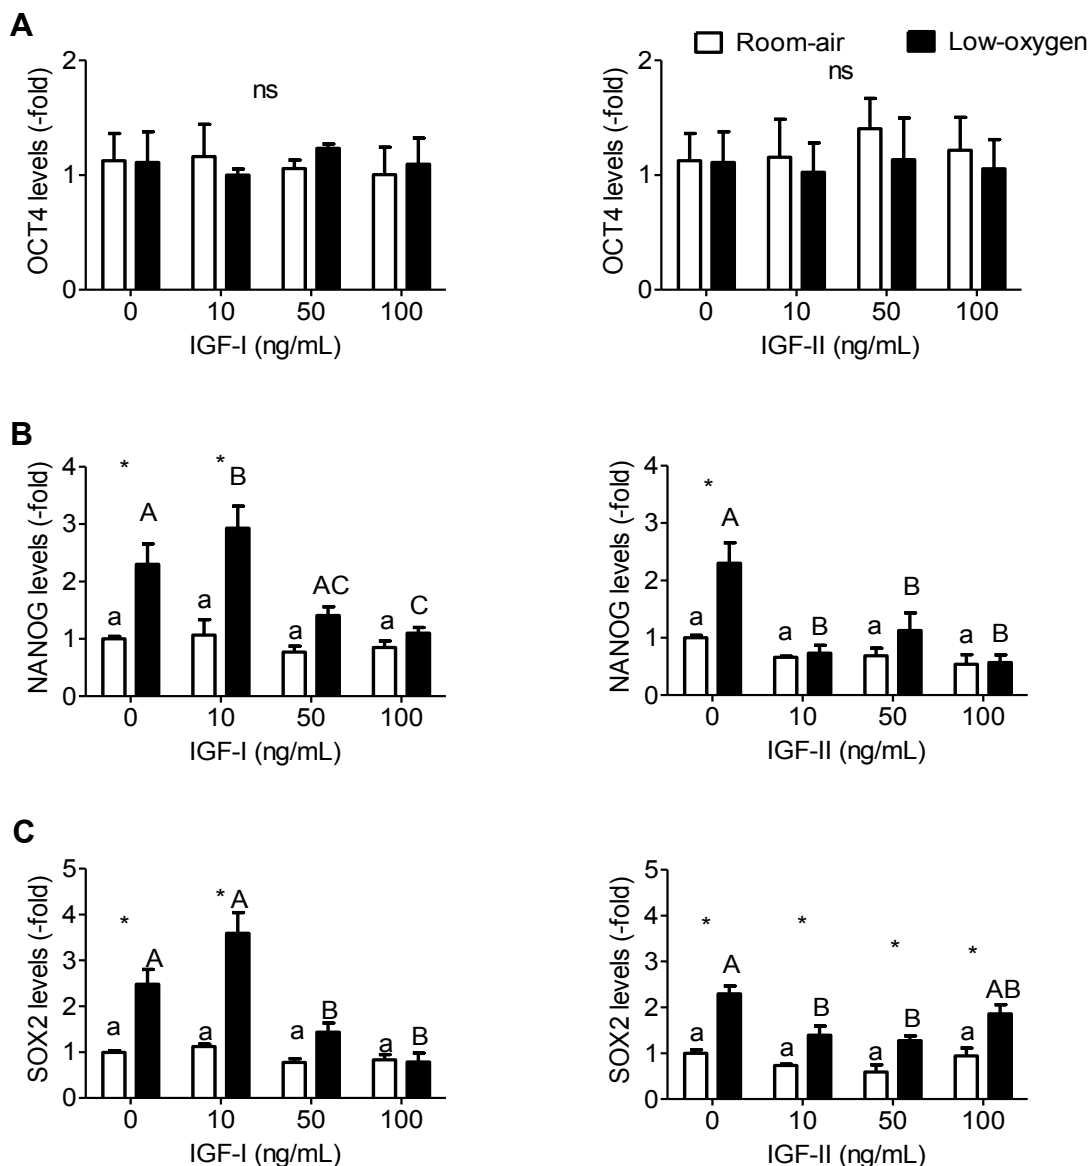 A
Room-air
Low-oxygen
OCT4 levels (-fold)
2
1
0
ns
0 10 50 100
IGF-I (ng/mL)
OCT4 levels (-fold)
2
1
0
ns
0 10 50 100
IGF-II (ng/mL)
B
NANOG levels (-fold)
4
3
2
1
0
* *
a A a B a AC a C
0 10 50 100
IGF-I (ng/mL)
NANOG levels (-fold)
4
3
2
1
0
*
a A a B a B a B
0 10 50 100
IGF-II (ng/mL)
C
SOX2 levels (-fold)
5
4
3
2
1
0
* *
a A a A a B a B
0 10 50 100
IGF-I (ng/mL)
SOX2 levels (-fold)
5
4
3
2
1
0
* * * *
a A a B a B a AB
0 10 50 100
IGF-II (ng/mL)